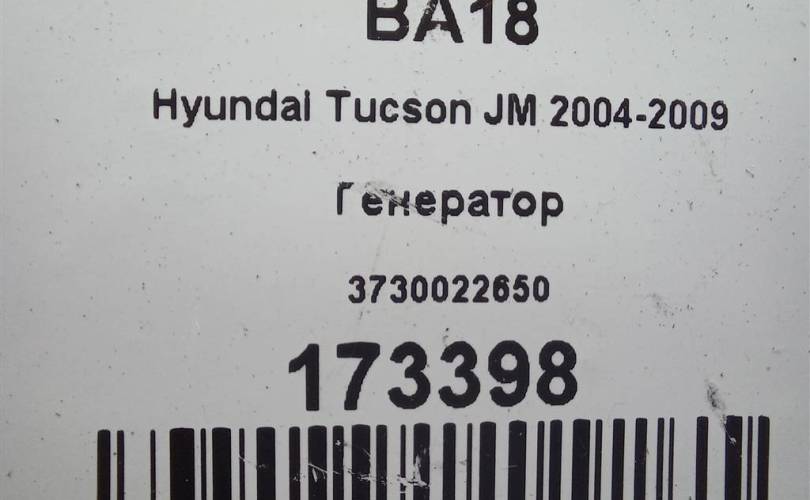 BA18
Hyundai Tucson JM 2004-2009
Генератор
3730022650
173398